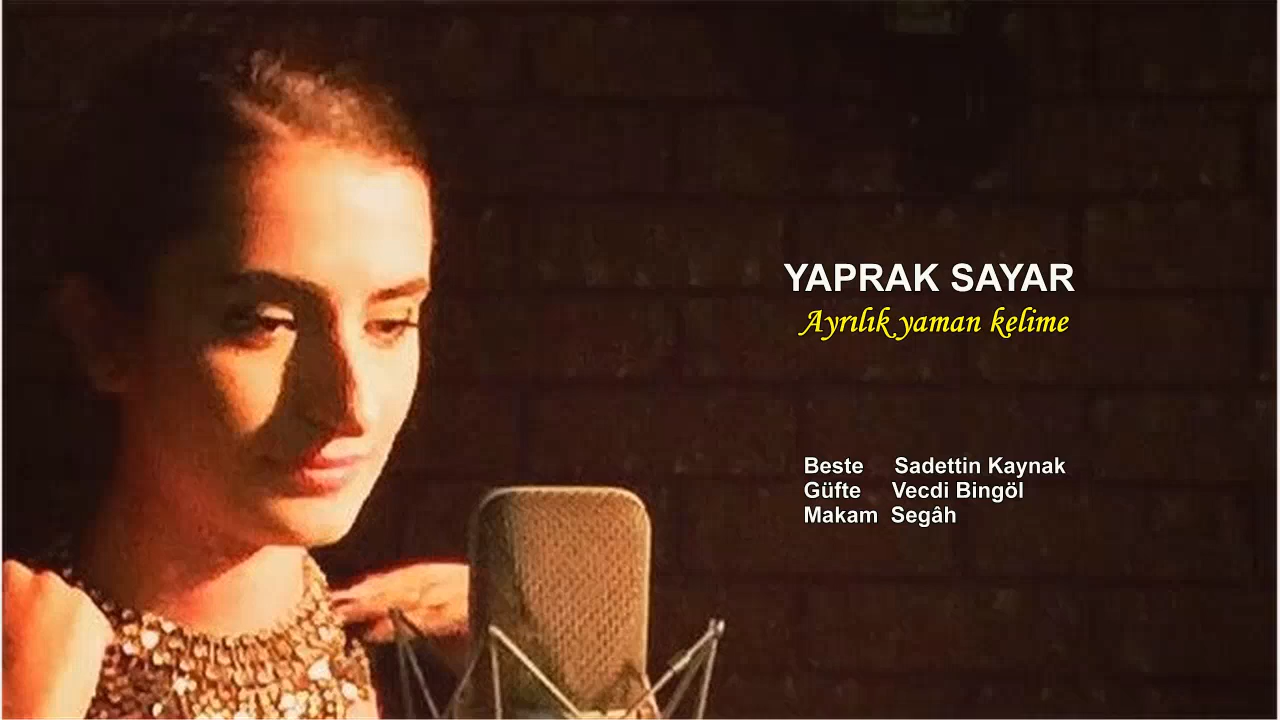 YAPRAK SAYAR
Ayrılık yaman kelime
Beste Sadettin Kaynak
Güfte Vecdi Bingöl
Makam Segâh